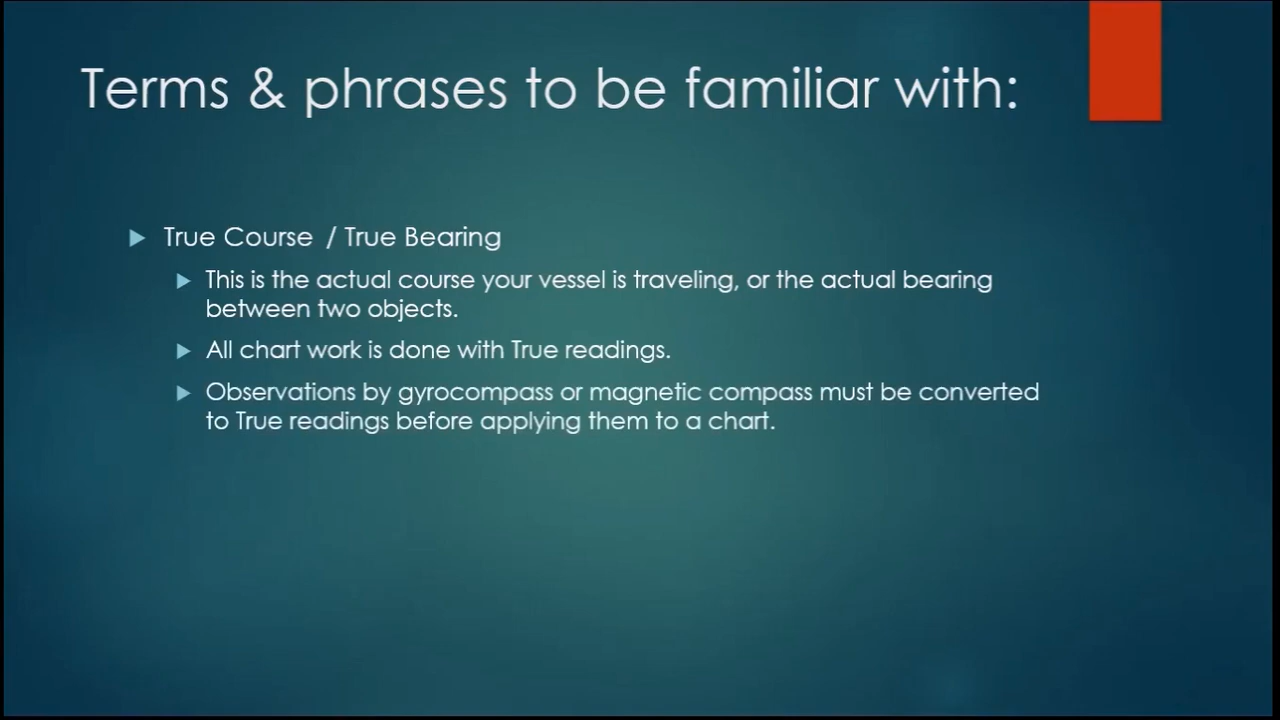 Terms & phrases to be familiar with:
True Course / True Bearing
This is the actual course your vessel is traveling, or the actual bearing
between two objects.
All chart work is done with True readings.
Observations by gyrocompass or magnetic compass must be converted
to True readings before applying them to a chart.